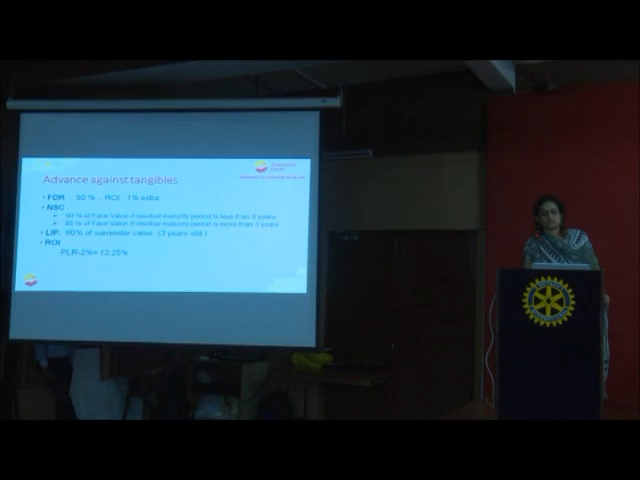 Advance against tangibles
• FDR : 90 % , ROI 1% extra
• NSC :
➢ 90 % of Face Value if residual maturity period is less than 3 years
➢ 85 % of Face Value if residual maturity period is more than 3 years
• LIP: 90% of surrender value (3 years old )
• ROI
PLR-2%= 12.25%